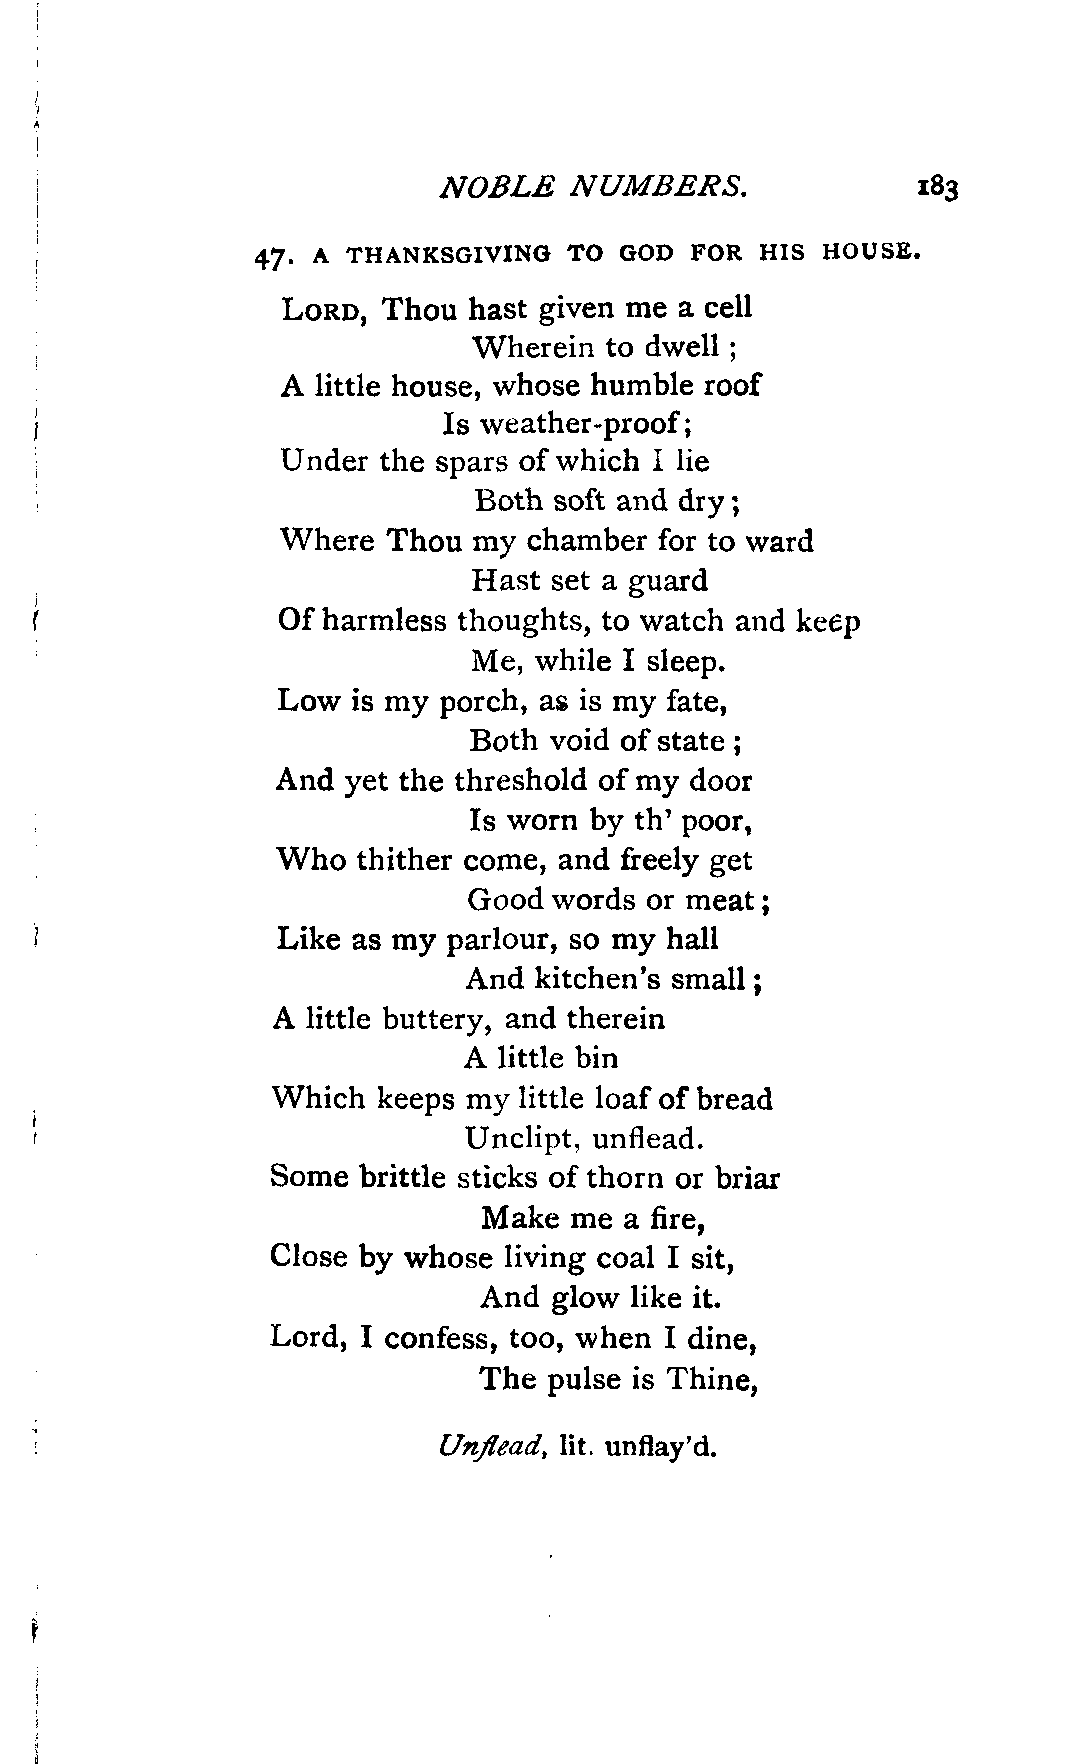 NOBLE NUMBERS. 183
47. A THANKSGIVING TO GOD FOR HIS HOUSE.
LORD, Thou hast given me a cell
Wherein to dwell ;
A little house, whose humble roof
Is weather-proof;
Under the spars of which I lie
Both soft and dry;
Where Thou my chamber for to ward
Hast set a guard
Of harmless thoughts, to watch and keep
Me, while I sleep.
Low is my porch, as is my fate,
Both void of state ;
And yet the threshold of my door
Is worn by th' poor,
Who thither come, and freely get
Good words or meat;
Like as my parlour, so my hall
And kitchen's small;
A little buttery, and therein
A little bin
Which keeps my little loaf of bread
Unclipt, unflead.
Some brittle sticks of thorn or briar
Make me a fire,
Close by whose living coal I sit,
And glow like it.
Lord, I confess, too, when I dine,
The pulse is Thine,
Unflead, lit. unflay'd.